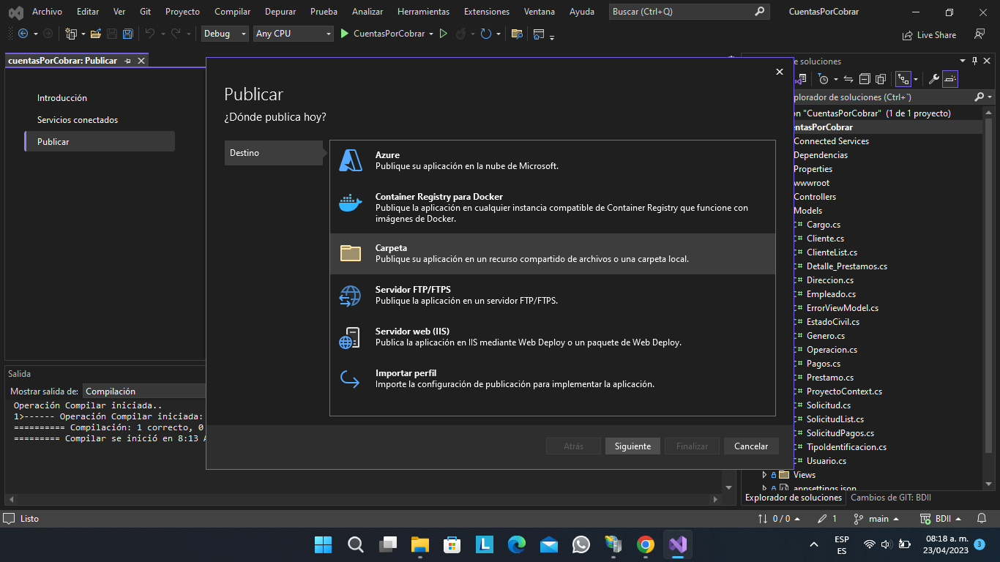 Archivo Editar Ver Git Proyecto Compilar Depurar Prueba Analizar Herramientas Extensiones Ventana Ayuda Buscar (Ctrl+Q) CuentasPorCobrar
Debug Any CPU CuentasPorCobrar Live Share
cuentasPorCobrar: Publicar
Introducción
Servicios conectados
Publicar
Publicar
¿Dónde publica hoy?
Destino
Azure
Publique su aplicación en la nube de Microsoft.
Container Registry para Docker
Publique la aplicación en cualquier instancia compatible de Container Registry que funcione con
imágenes de Docker.
Carpeta
Publique su aplicación en un recurso compartido de archivos o una carpeta local.
Servidor FTP/FTPS
Publique la aplicación en un servidor FTP/FTPS.
Servidor web (IIS)
Publica la aplicación en IIS mediante Web Deploy o un paquete de Web Deploy.
Importar perfil
Importe la configuración de publicación para implementar la aplicación.
Atrás Siguiente Finalizar Cancelar
de soluciones
plorador de soluciones (Ctrl+`)
ón "CuentasPorCobrar" (1 de 1 proyecto)
entasPorCobrar
Connected Services
Dependencias
Properties
wwwroot
Controllers
Models
C# Cargo.cs
C# Cliente.cs
C# ClienteList.cs
C# Detalle_Prestamos.cs
C# Direccion.cs
C# Empleado.cs
C# ErrorViewModel.cs
C# EstadoCivil.cs
C# Genero.cs
C# Operacion.cs
C# Pagos.cs
C# Prestamo.cs
C# ProyectoContext.cs
C# Solicitud.cs
C# SolicitudList.cs
C# SolicitudPagos.cs
C# TipoIdentificacion.cs
C# Usuario.cs
Views
appsettings.json
Explorador de soluciones Cambios de GIT: BDII
Salida
Mostrar salida de: Compilación
Operación Compilar iniciada..
1>------ Operación Compilar iniciada:
========== Compilación: 1 correcto, 0
========= Compilar se inició en 8:13 A
Listo 0 / 0 1 main BDII
L
ESP
ES
08:18 a. m.
23/04/2023
3